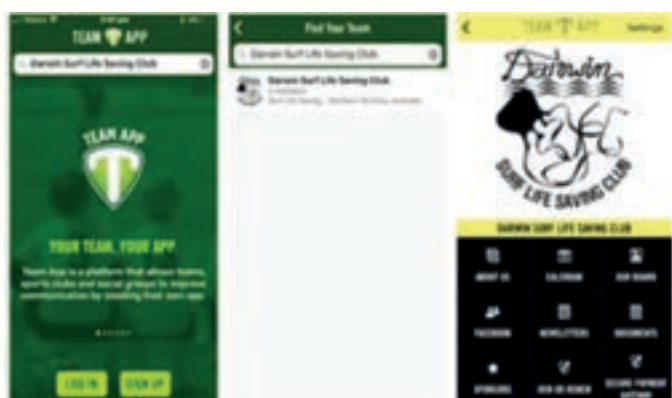 TEAM APP
Darwin Surf Life Saving Club
TEAM APP
YOUR TEAM, YOUR APP
Team App is a platform that allows teams,
sports clubs and social groups to improve
communication by creating their own app
LOG IN
SIGN UP
Find Your Team
Darwin Surf Life Saving Club
Darwin Surf Life Saving Club
Surf Life Saving, Northern Territory, Australia
TEAM APP
Settings
Darwin
SURF LIFE SAVING CLUB
DARWIN SURF LIFE SAVING CLUB
ABOUT US
CALENDAR
OUR BOARD
FACEBOOK
NEWSLETTERS
DOCUMENTS
SPONSORS
JOIN OR RENEW
SECURE PAYMENT
GATEWAY